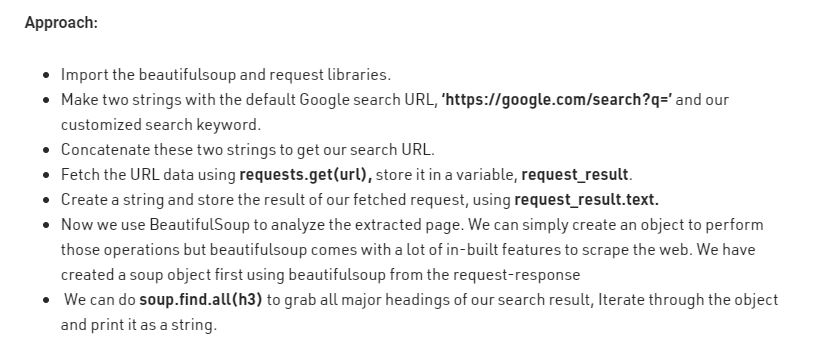 Approach:
• Import the beautifulsoup and request libraries.
• Make two strings with the default Google search URL, ‘https://google.com/search?q=’ and our
customized search keyword.
• Concatenate these two strings to get our search URL.
• Fetch the URL data using requests.get(url), store it in a variable, request_result.
• Create a string and store the result of our fetched request, using request_result.text.
• Now we use BeautifulSoup to analyze the extracted page. We can simply create an object to perform
those operations but beautifulsoup comes with a lot of in-built features to scrape the web. We have
created a soup object first using beautifulsoup from the request-response
• We can do soup.find.all(h3) to grab all major headings of our search result, Iterate through the object
and print it as a string.